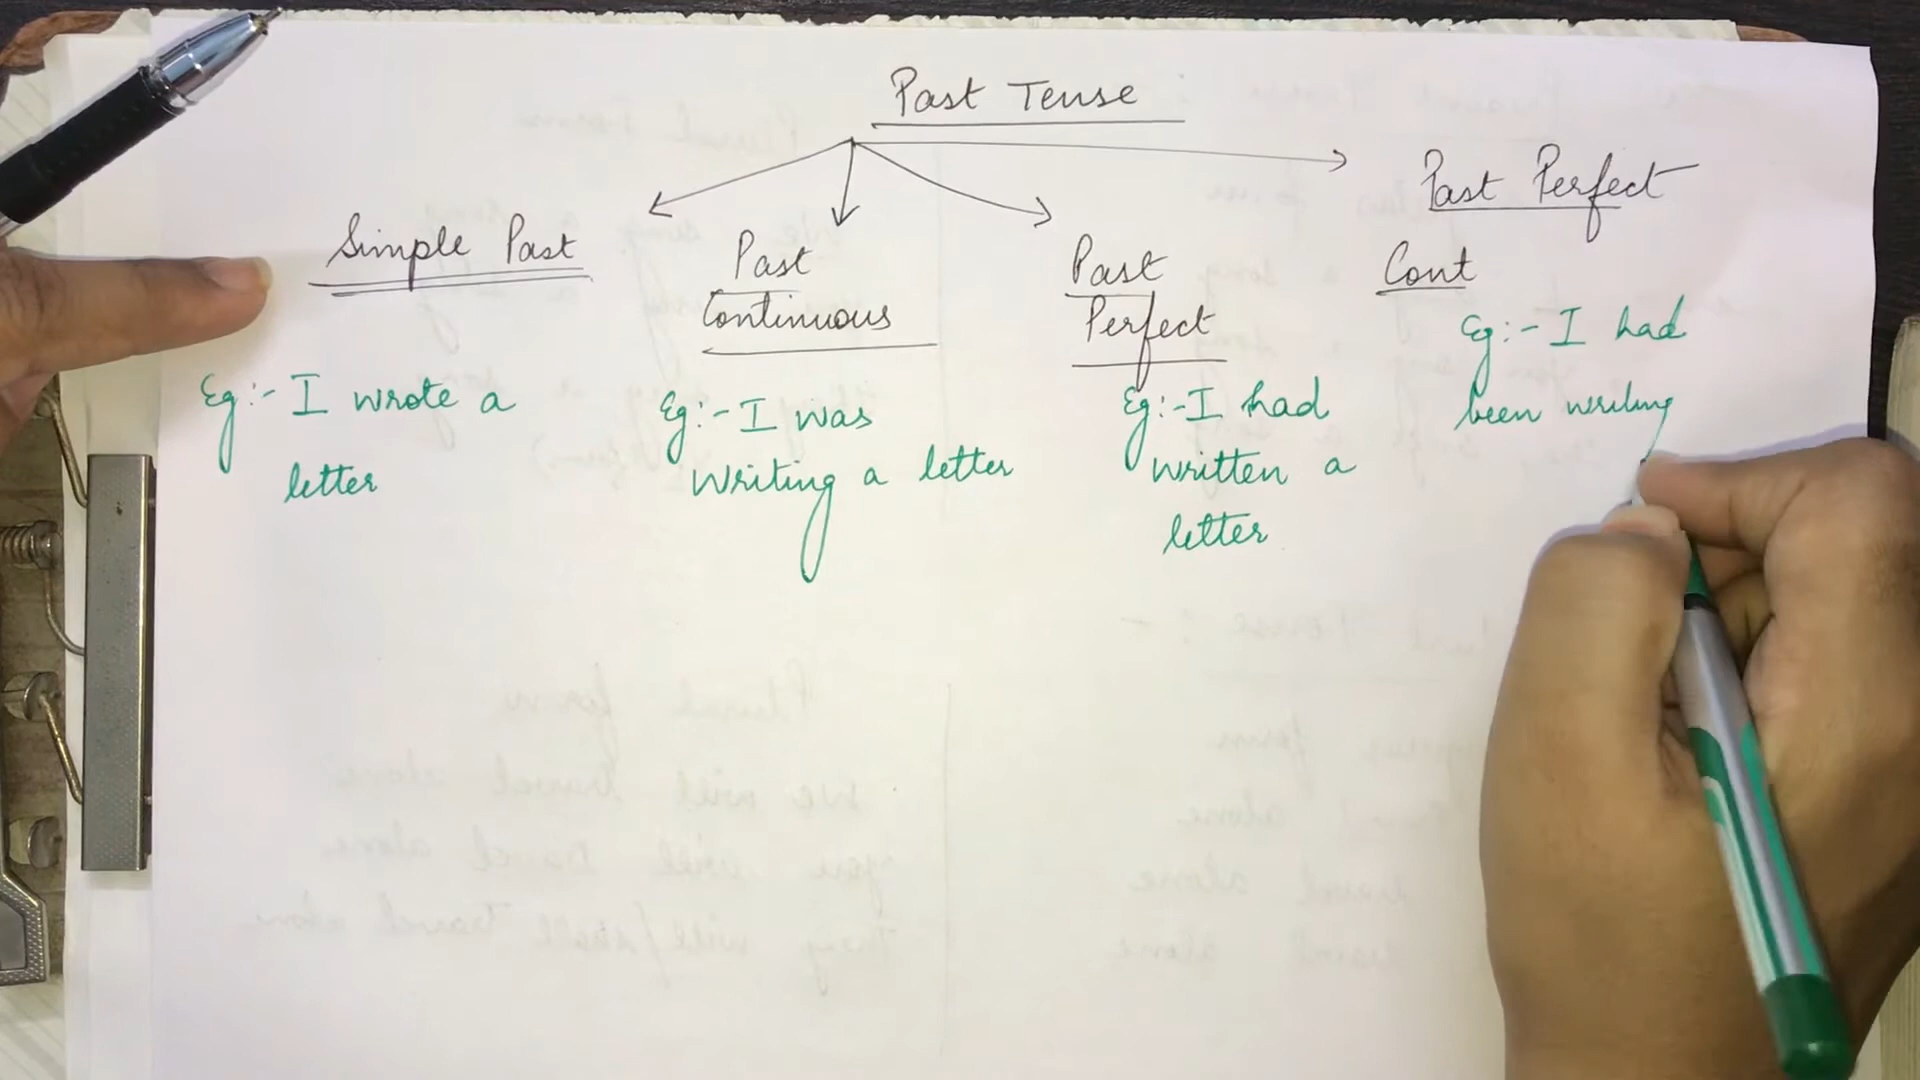 Past Tense
Simple Past
Eg:- I wrote a
letter
Past
Continuous
Eg:- I was
writing a letter
Past
Perfect
Eg:- I had
written a
letter
Past Perfect
Cont
Eg:- I had
been writing